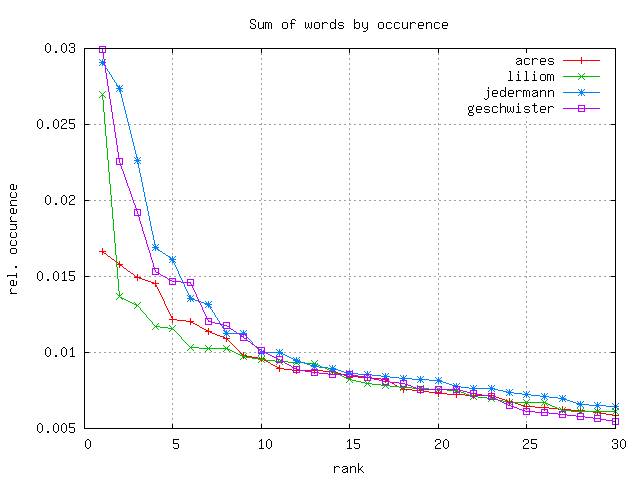 Sum of words by occurence
0.03
0.025
0.02
0.015
0.01
0.005
rel. occurence
acres
liliom
jedermann
geschwister
0 5 10 15 20 25 30
rank